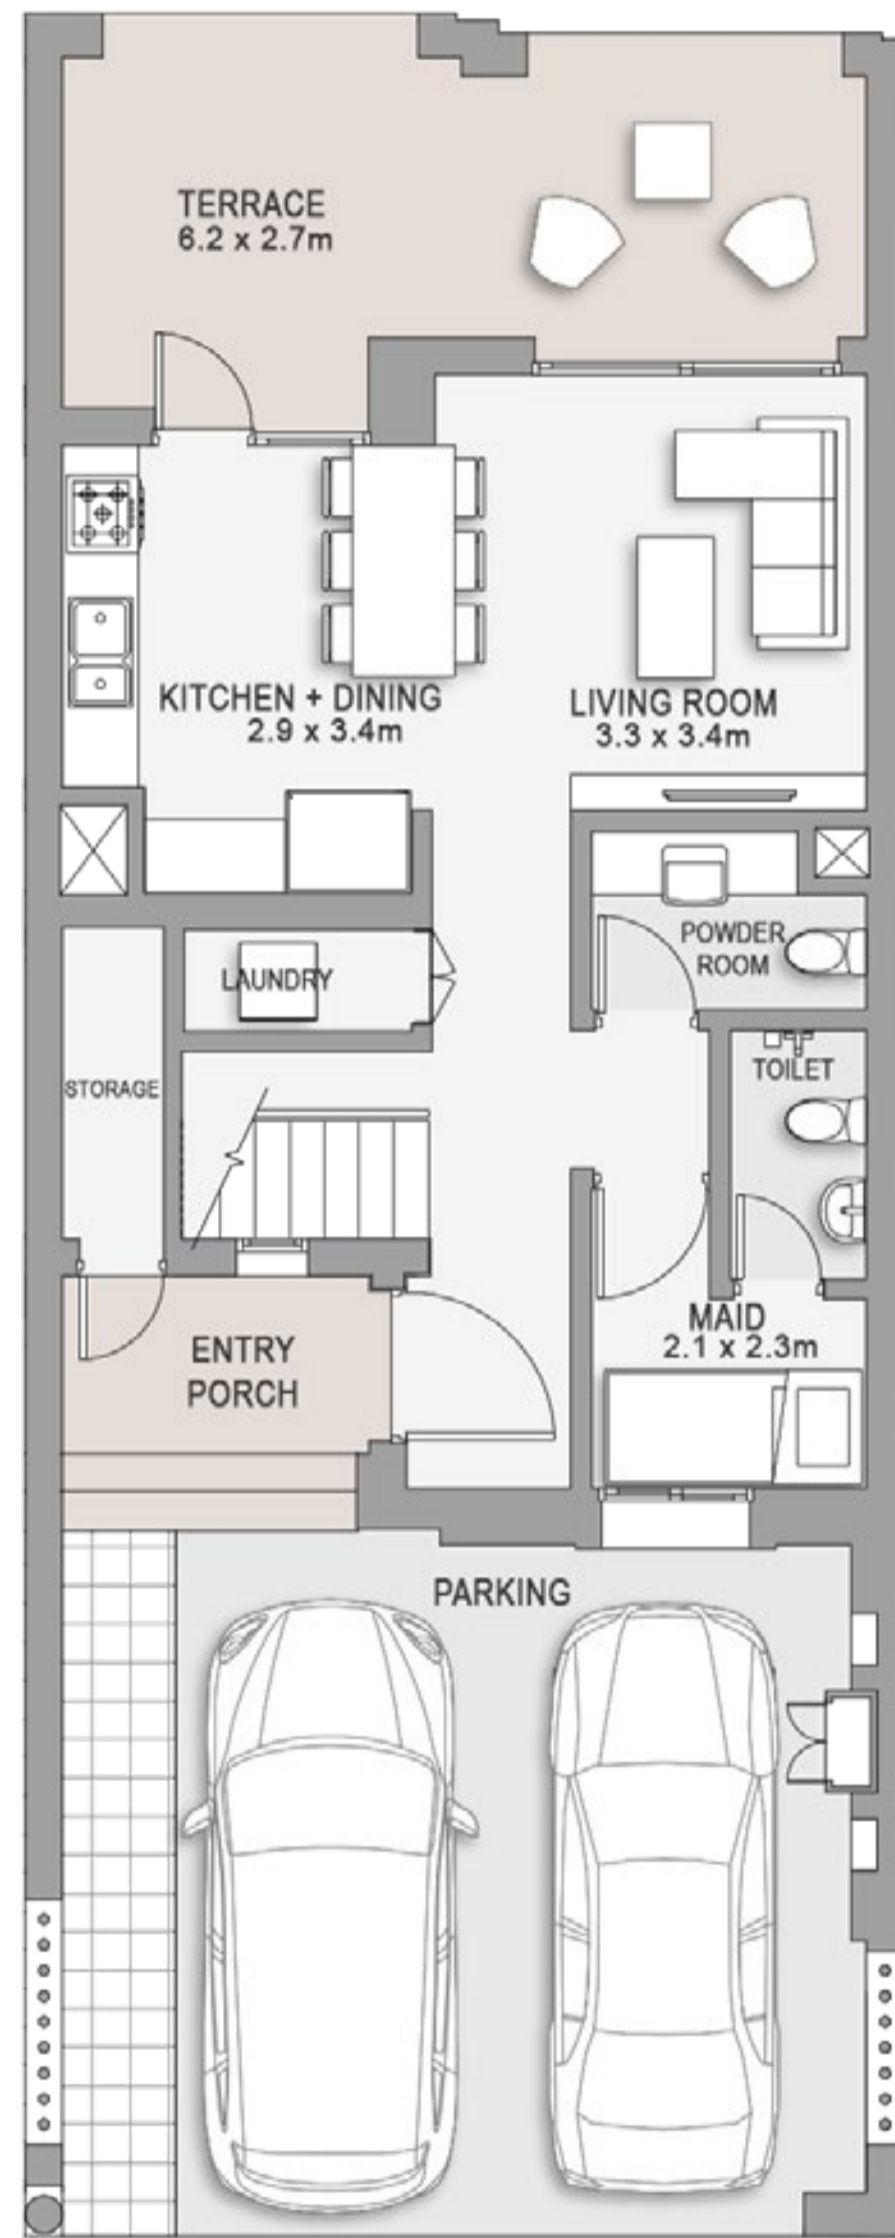 TERRACE
6.2 x 2.7m
KITCHEN + DINING
2.9 x 3.4m
LIVING ROOM
3.3 x 3.4m
POWDER
ROOM
LAUNDRY
TOILET
STORAGE
MAID
2.1 x 2.3m
ENTRY
PORCH
PARKING